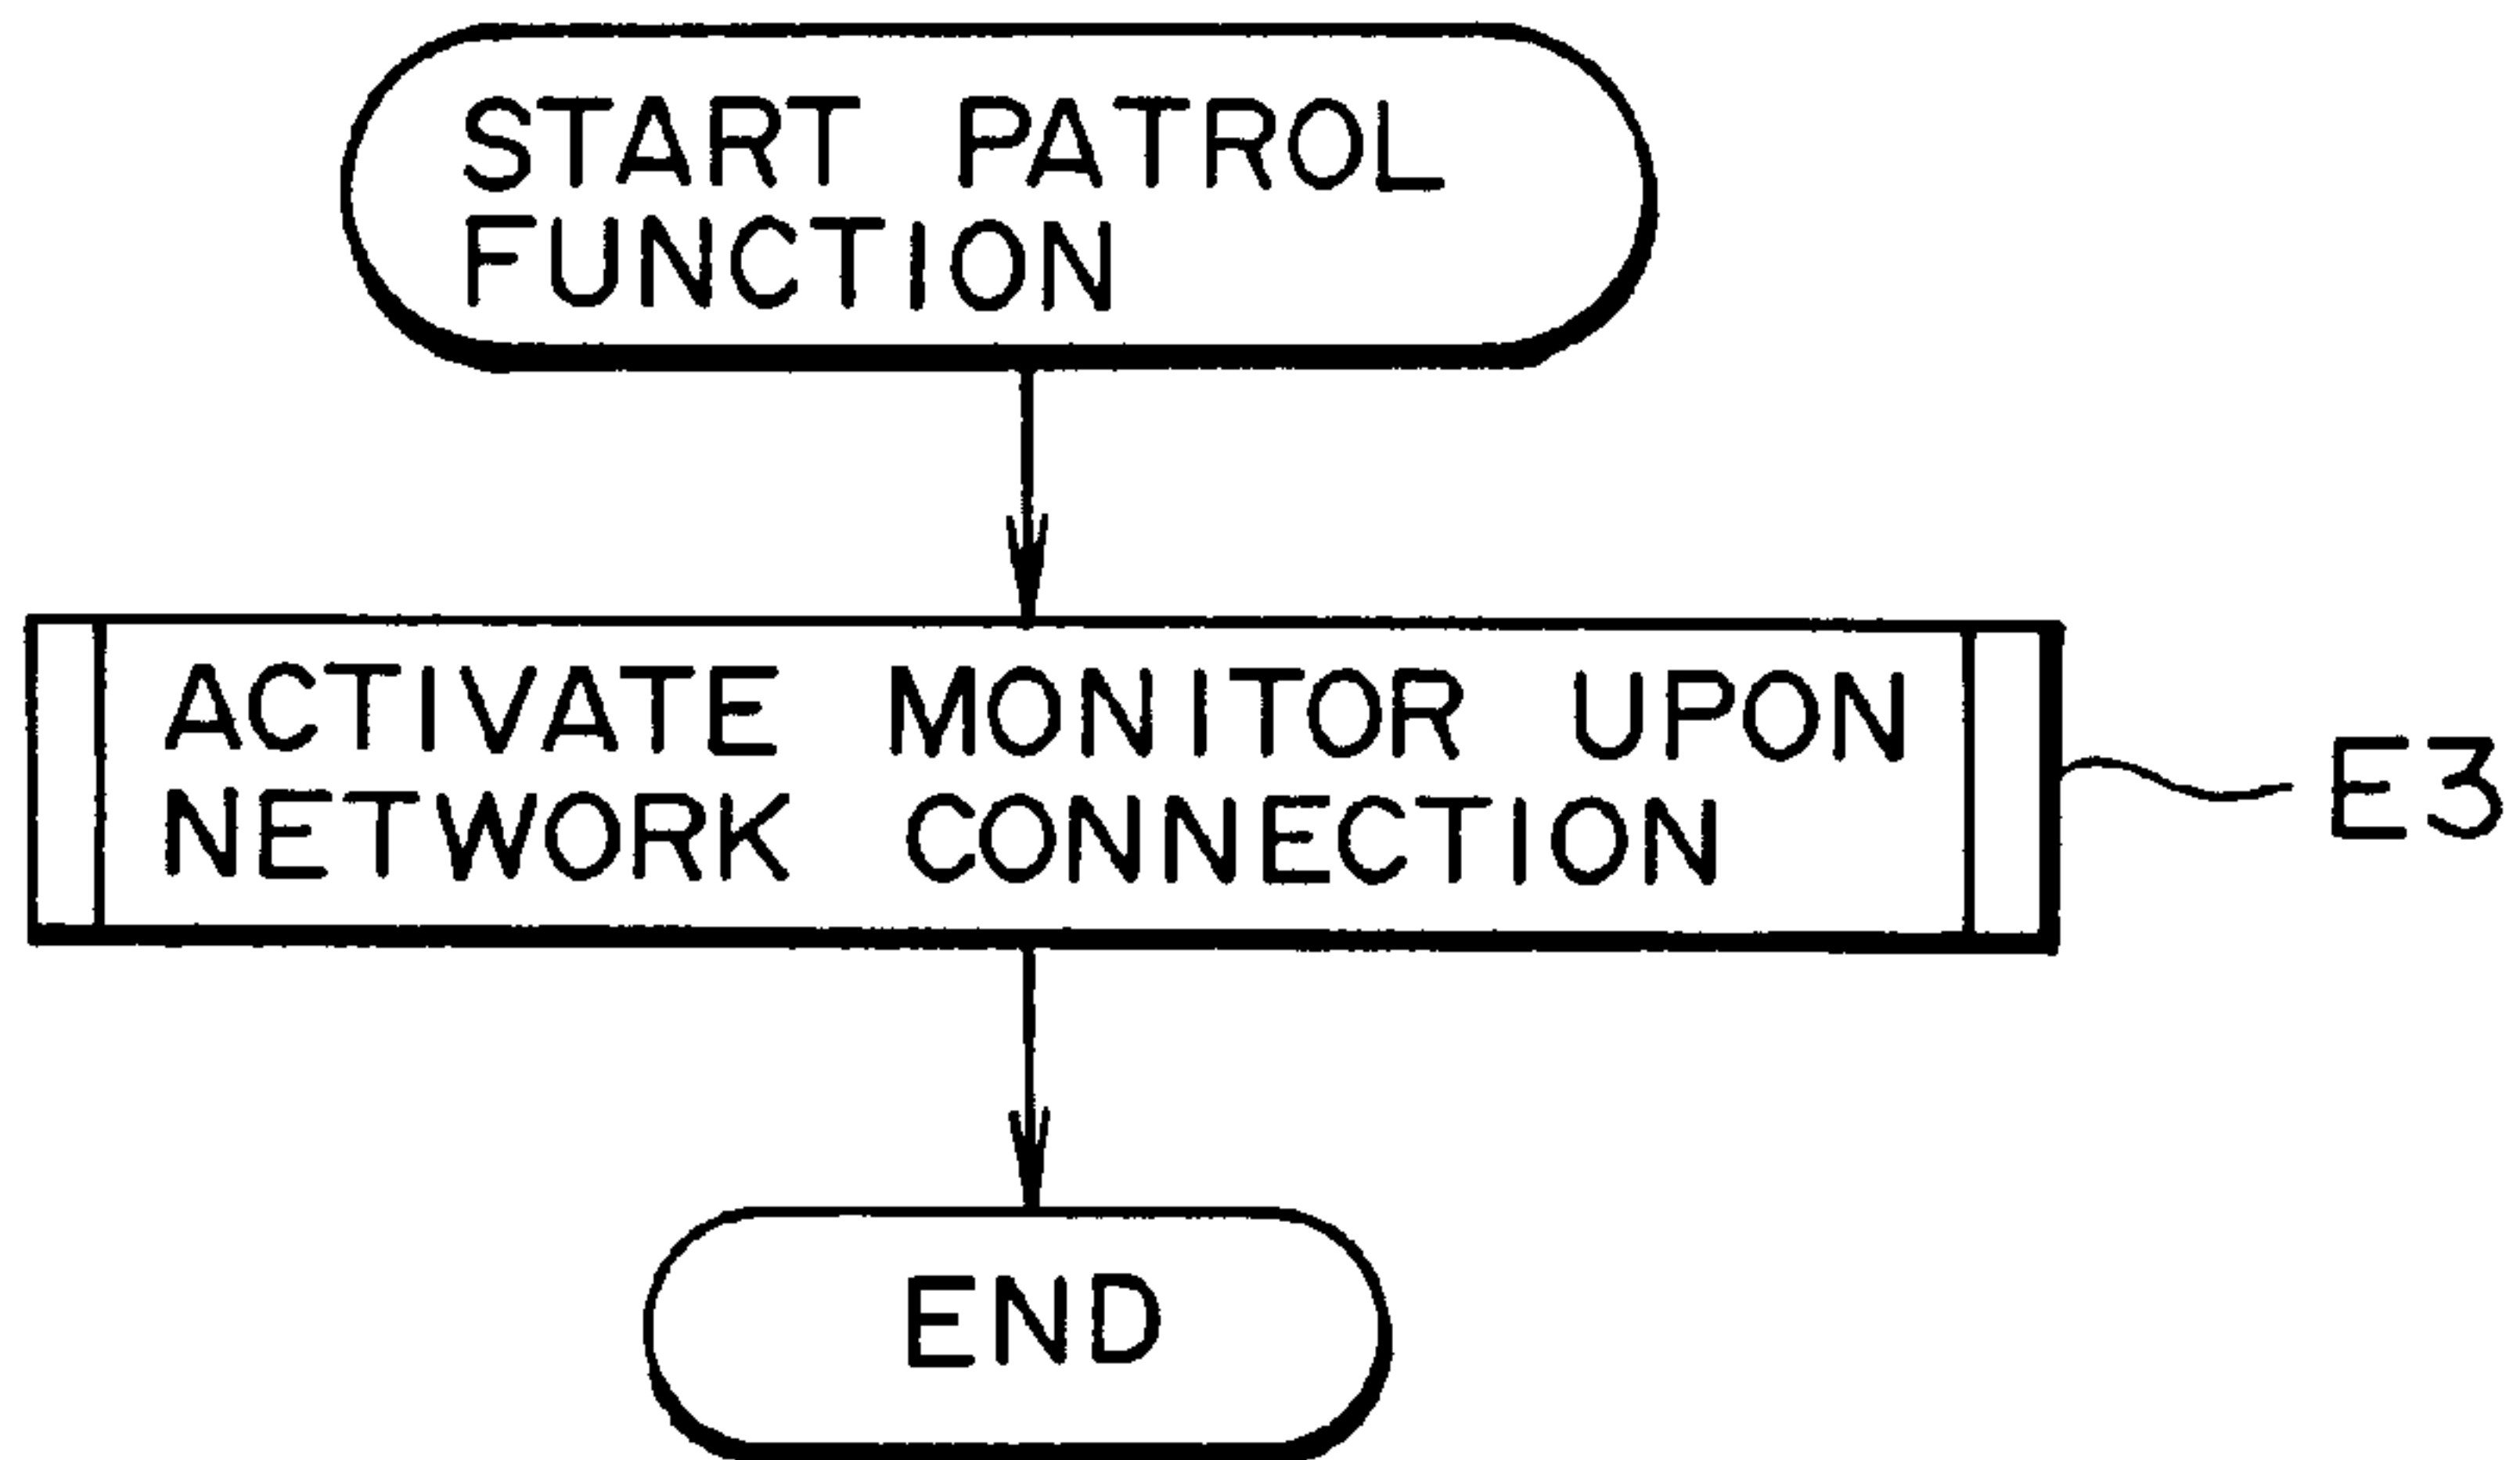 START PATROL
FUNCTION
ACTIVATE MONITOR UPON
NETWORK CONNECTION
E3
END